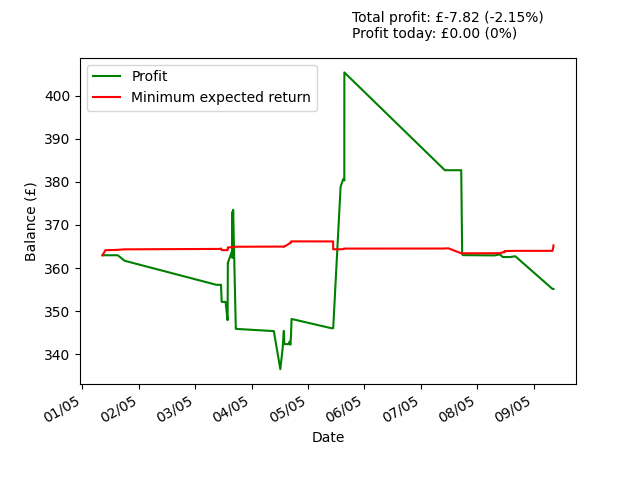 Total profit: £-7.82 (-2.15%)
Profit today: £0.00 (0%)
Profit
Minimum expected return
400
390
380
370
360
350
340
Balance (£)
01/05
02/05
03/05
04/05
05/05
06/05
07/05
08/05
09/05
Date